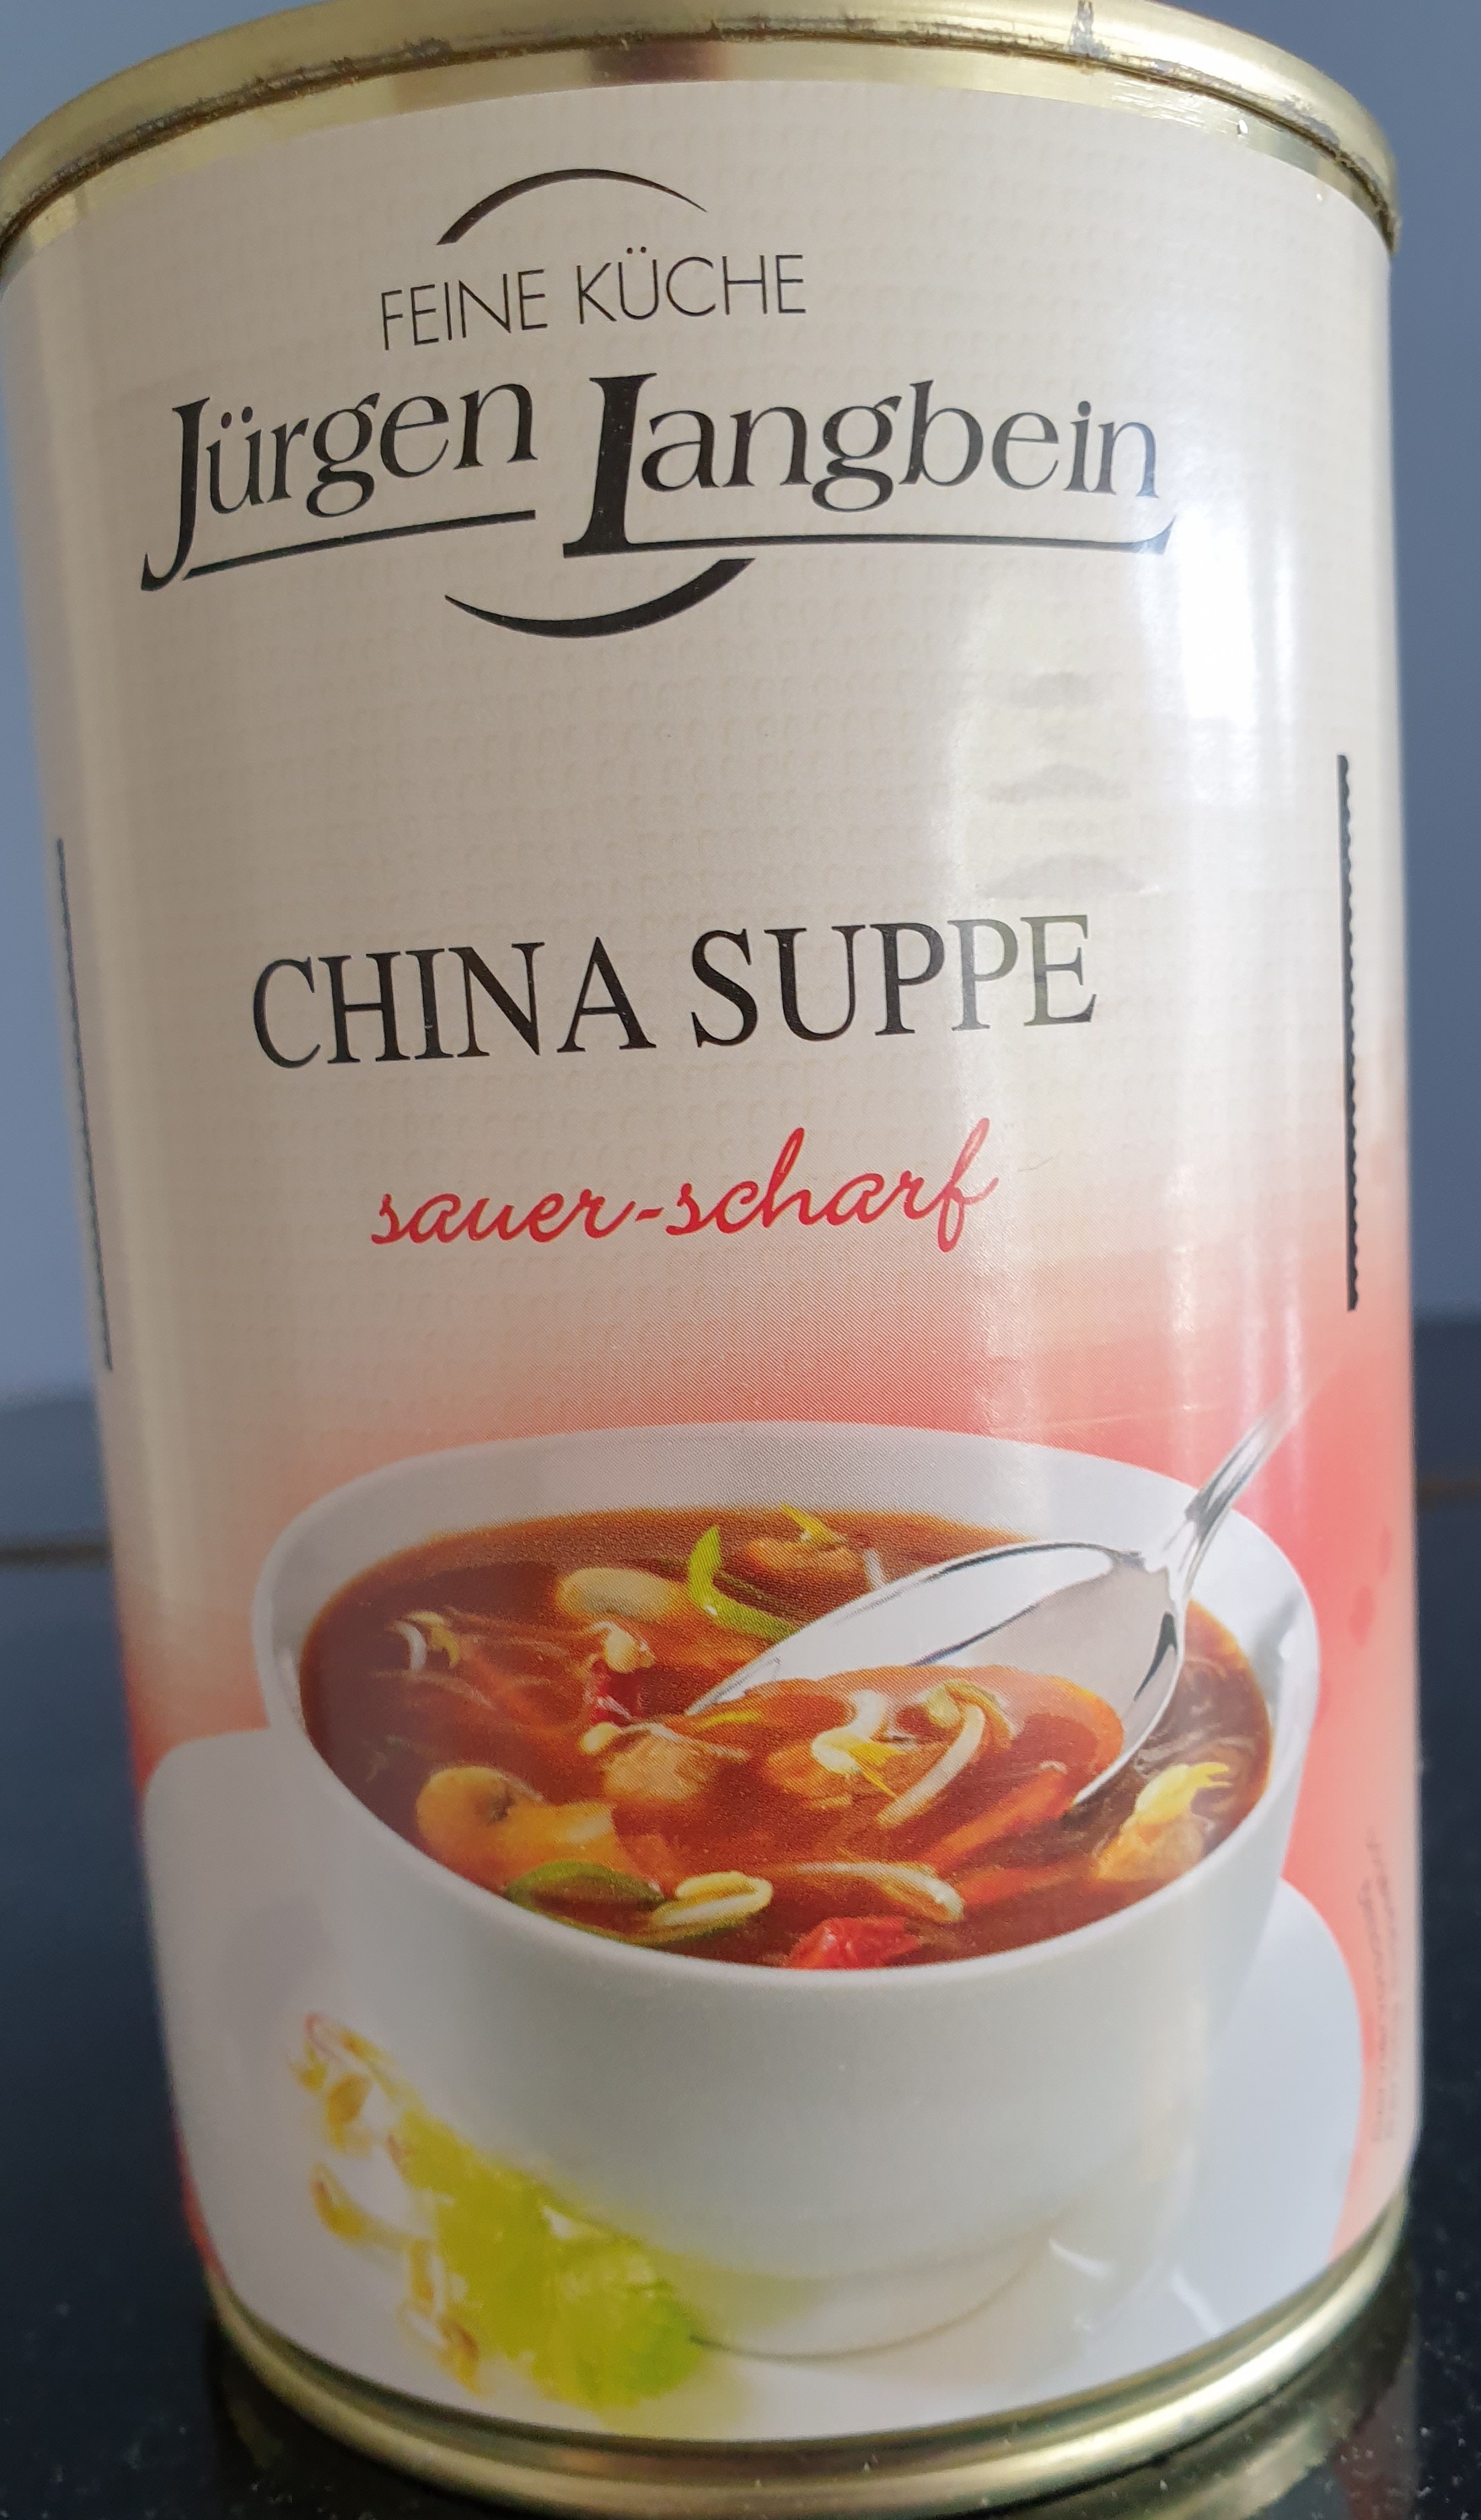 FEINE KÜCHE
Jürgen Langbein
CHINA SUPPE
sauer-scharf